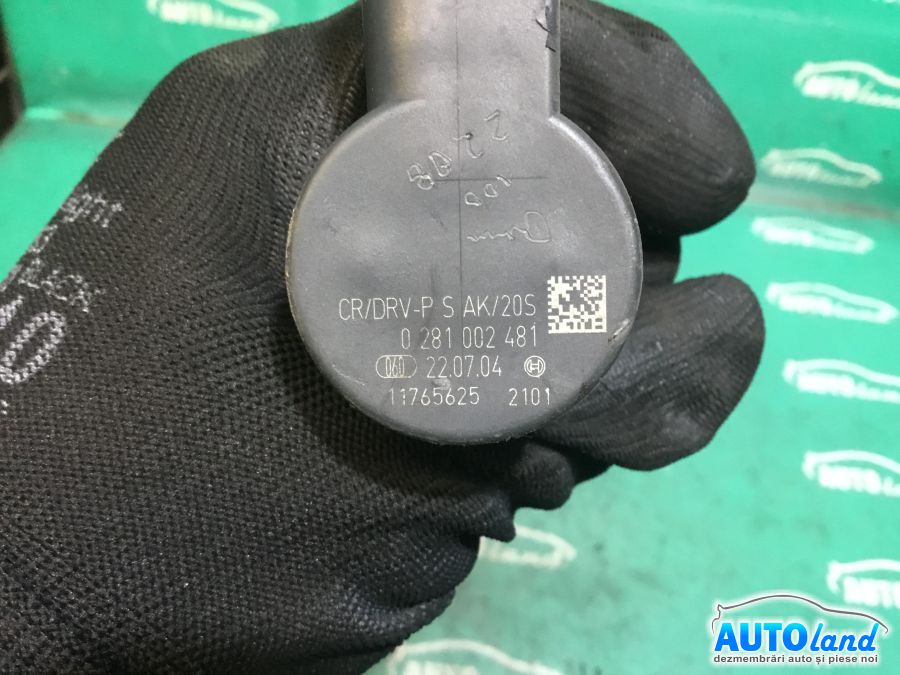 CR/DRV-P S AK/20S
0 281 002 481
060 22.07.04
11765625 2101
AUTOland
dezmembrări auto și piese noi